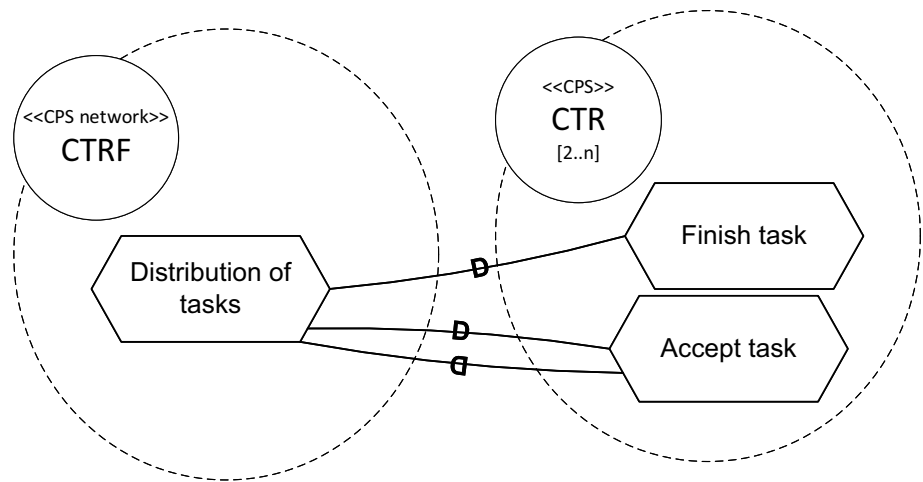 <<CPS network>>
CTRF
<<CPS>>
CTR
[2..n]
Distribution of
tasks
Finish task
Accept task
D
D
D